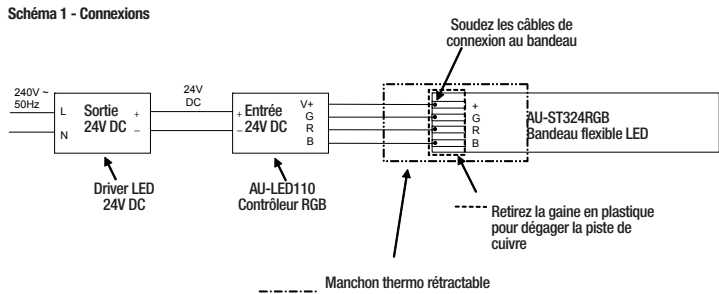 Schéma 1 - Connexions
Soudez les câbles de
connexion au bandeau
240V ~
50Hz
L
N
Sortie
24V DC
+
–
24V
DC
+
–
Entrée
24V DC
V+
G
R
B
+
G
R
B
AU-ST324RGB
Bandeau flexible LED
Driver LED
24V DC
AU-LED110
Contrôleur RGB
Retirez la gaine en plastique
pour dégager la piste de
cuivre
Manchon thermo rétractable